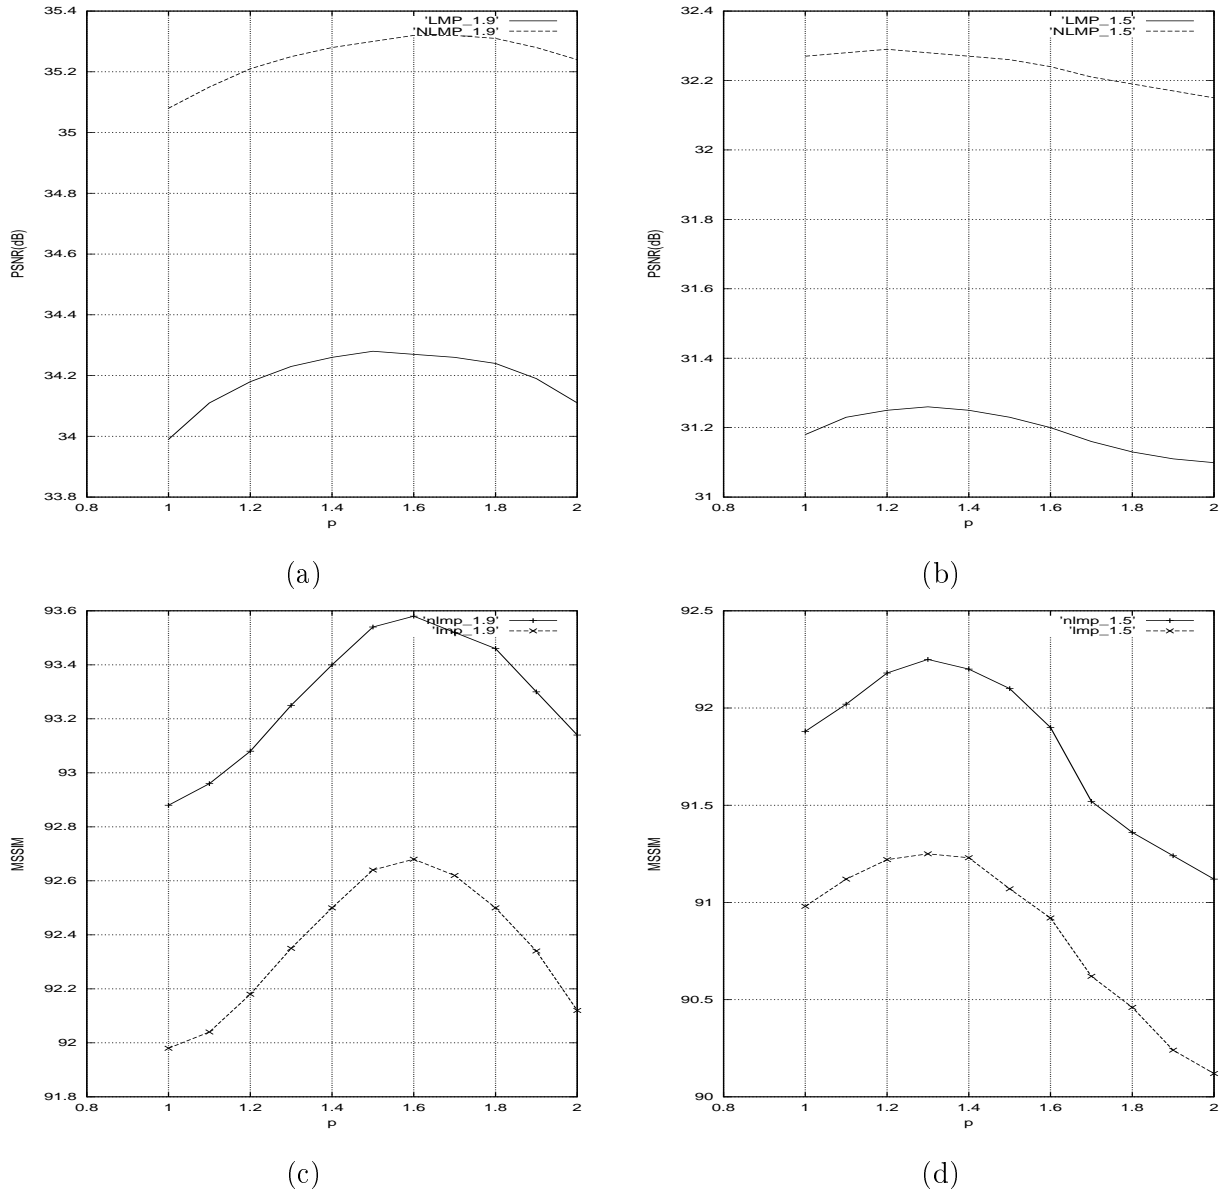 35.4
'LMP_1.9'
'NLMP_1.9'
35.2
35
34.8
34.6
34.4
34.2
34
33.8
PSNR(dB)
0.8 1 1.2 1.4 1.6 1.8 2
p
(a)
32.4
'LMP_1.5'
'NLMP_1.5'
32.2
32
31.8
31.6
31.4
31.2
31
PSNR(dB)
0.8 1 1.2 1.4 1.6 1.8 2
p
(b)
93.6
'nlmp_1.9'
'lmp_1.9'
93.4
93.2
93
92.8
92.6
92.4
92.2
92
91.8
MSSIM
0.8 1 1.2 1.4 1.6 1.8 2
p
(c)
92.5
'nlmp_1.5'
'lmp_1.5'
92
91.5
91
90.5
90
MSSIM
0.8 1 1.2 1.4 1.6 1.8 2
p
(d)